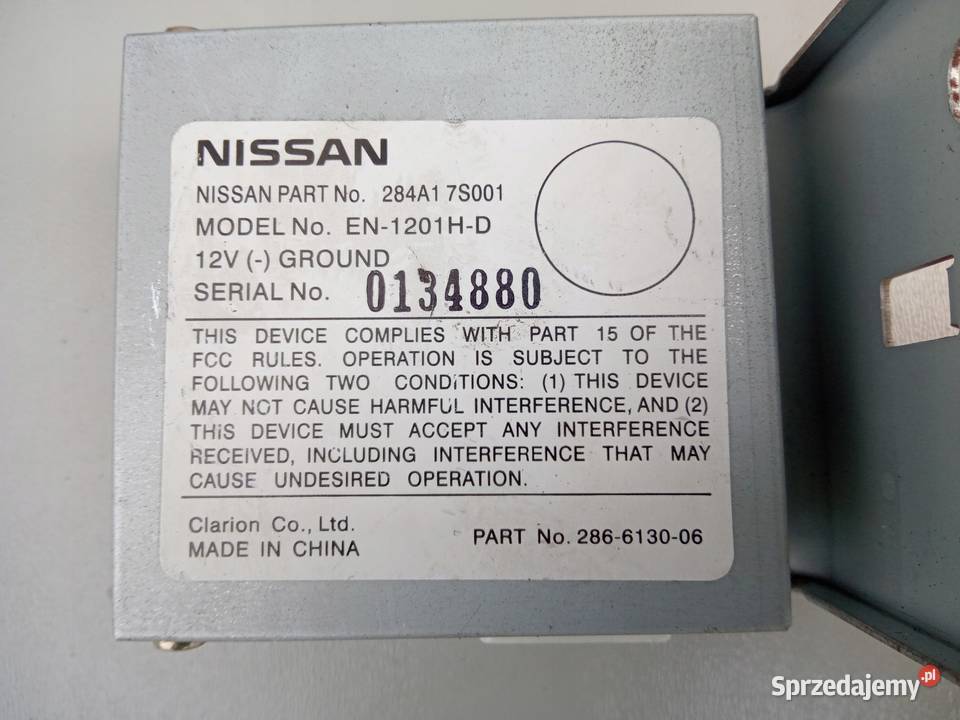 NISSAN
NISSAN PART No. 284A1 7S001
MODEL No. EN-1201H-D
12V (-) GROUND
SERIAL No. 0134880
THIS DEVICE COMPLIES WITH PART 15 OF THE
FCC RULES. OPERATION IS SUBJECT TO THE
FOLLOWING TWO CONDITIONS: (1) THIS DEVICE
MAY NOT CAUSE HARMFUL INTERFERENCE, AND (2)
THIS DEVICE MUST ACCEPT ANY INTERFERENCE
RECEIVED, INCLUDING INTERFERENCE THAT MAY
CAUSE UNDESIRED OPERATION.
Clarion Co., Ltd.
MADE IN CHINA
PART No. 286-6130-06
Sprzedajemy.pl